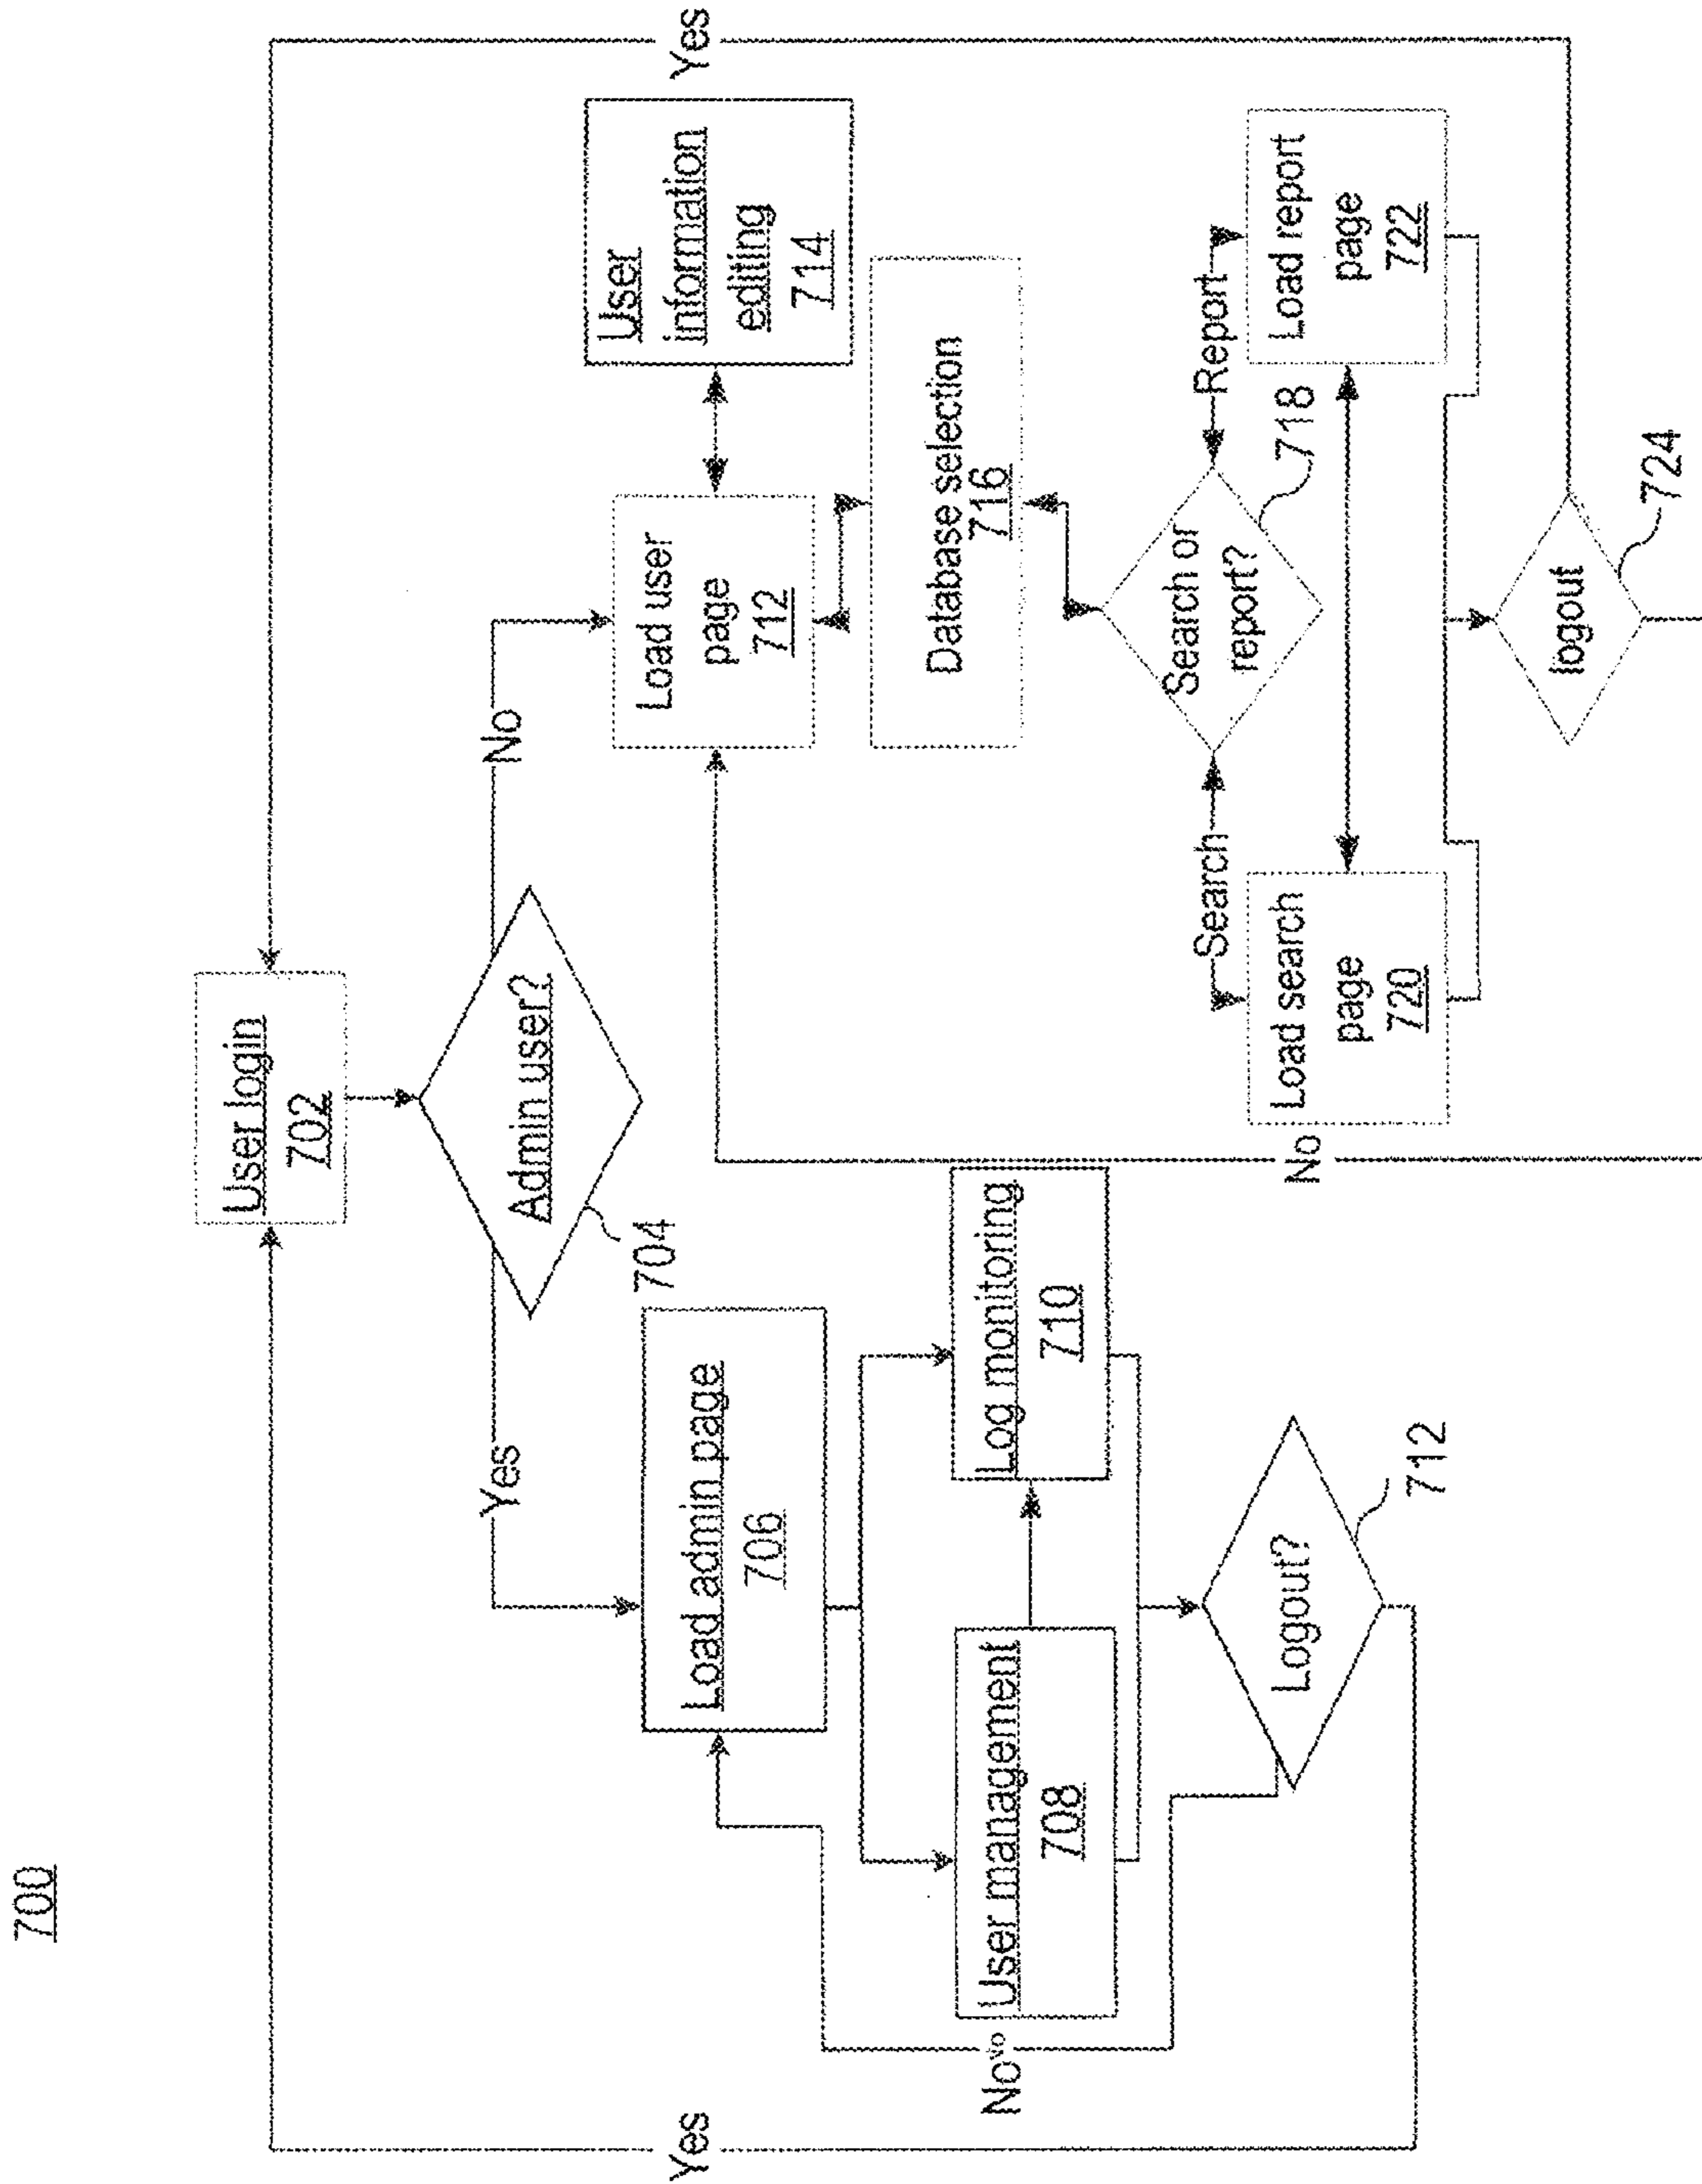 700
User login
702
Yes
Yes
Admin user?
704
Yes
No
Load admin page
706
Load user
page
712
User
information
editing
714
No
User management
708
Log monitoring
710
Database selection
716
Search
Report
Search or
report?
718
No
Load search
page
720
Load report
page
722
Logout?
712
logout
724